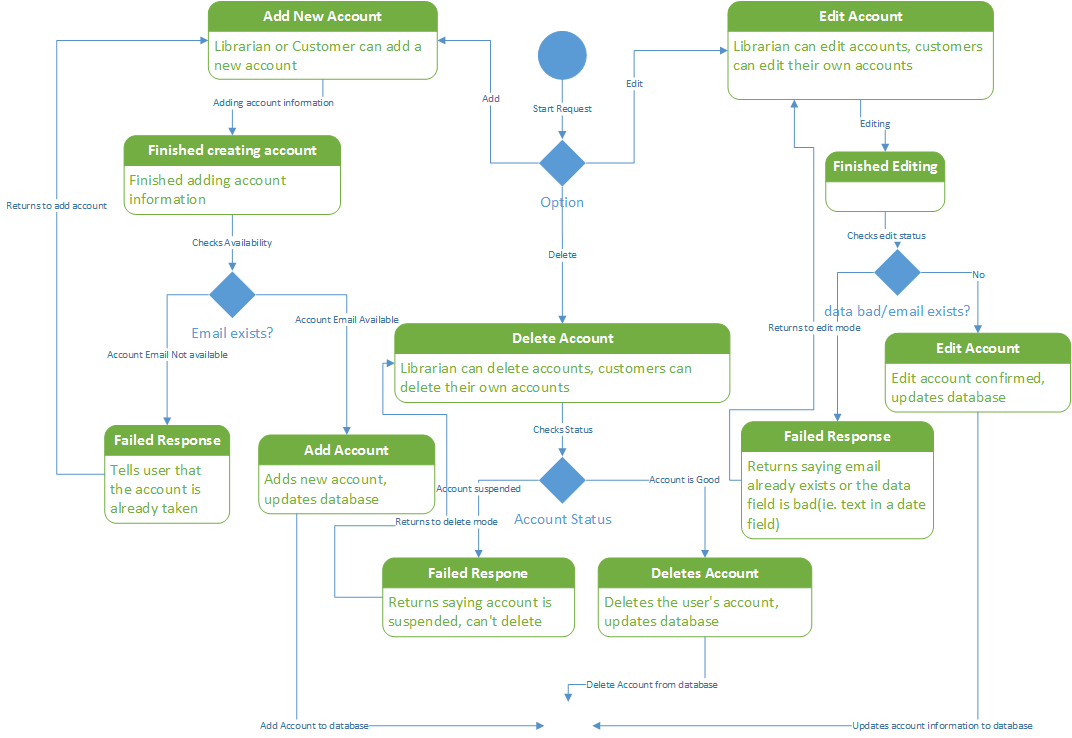 Add New Account
Librarian or Customer can add a
new account
Edit Account
Librarian can edit accounts, customers
can edit their own accounts
Add
Start Request
Edit
Adding account information
Editing
Finished creating account
Finished adding account
information
Option
Finished Editing
Returns to add account
Checks Availability
Checks edit status
Delete
No
Email exists?
data bad/email exists?
Account Email Available
Returns to edit mode
Account Email Not available
Delete Account
Librarian can delete accounts, customers can
delete their own accounts
Edit Account
Edit account confirmed,
updates database
Checks Status
Failed Response
Tells user that
the account is
already taken
Add Account
Adds new account,
updates database
Failed Response
Returns saying email
already exists or the data
field is bad(ie. text in a date
field)
Account suspended
Account is Good
Returns to delete mode
Account Status
Failed Respone
Returns saying account is
suspended, can't delete
Deletes Account
Deletes the user's account,
updates database
Delete Account from database
Add Account to database
Updates account information to database